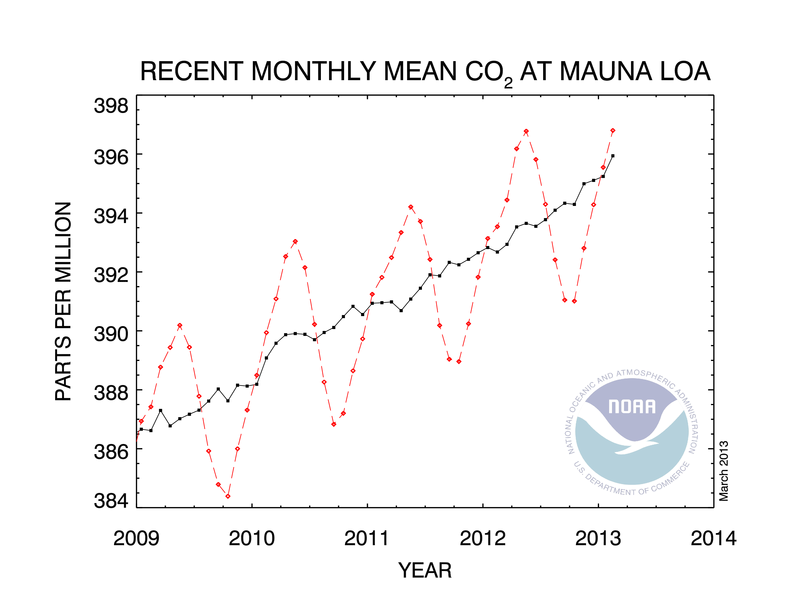 RECENT MONTHLY MEAN CO₂ AT MAUNA LOA
398
396
394
392
390
388
386
384
PARTS PER MILLION
2009 2010 2011 2012 2013 2014
YEAR
NATIONAL OCEANIC AND ATMOSPHERIC ADMINISTRATION
NOAA
U.S. DEPARTMENT OF COMMERCE
March 2013